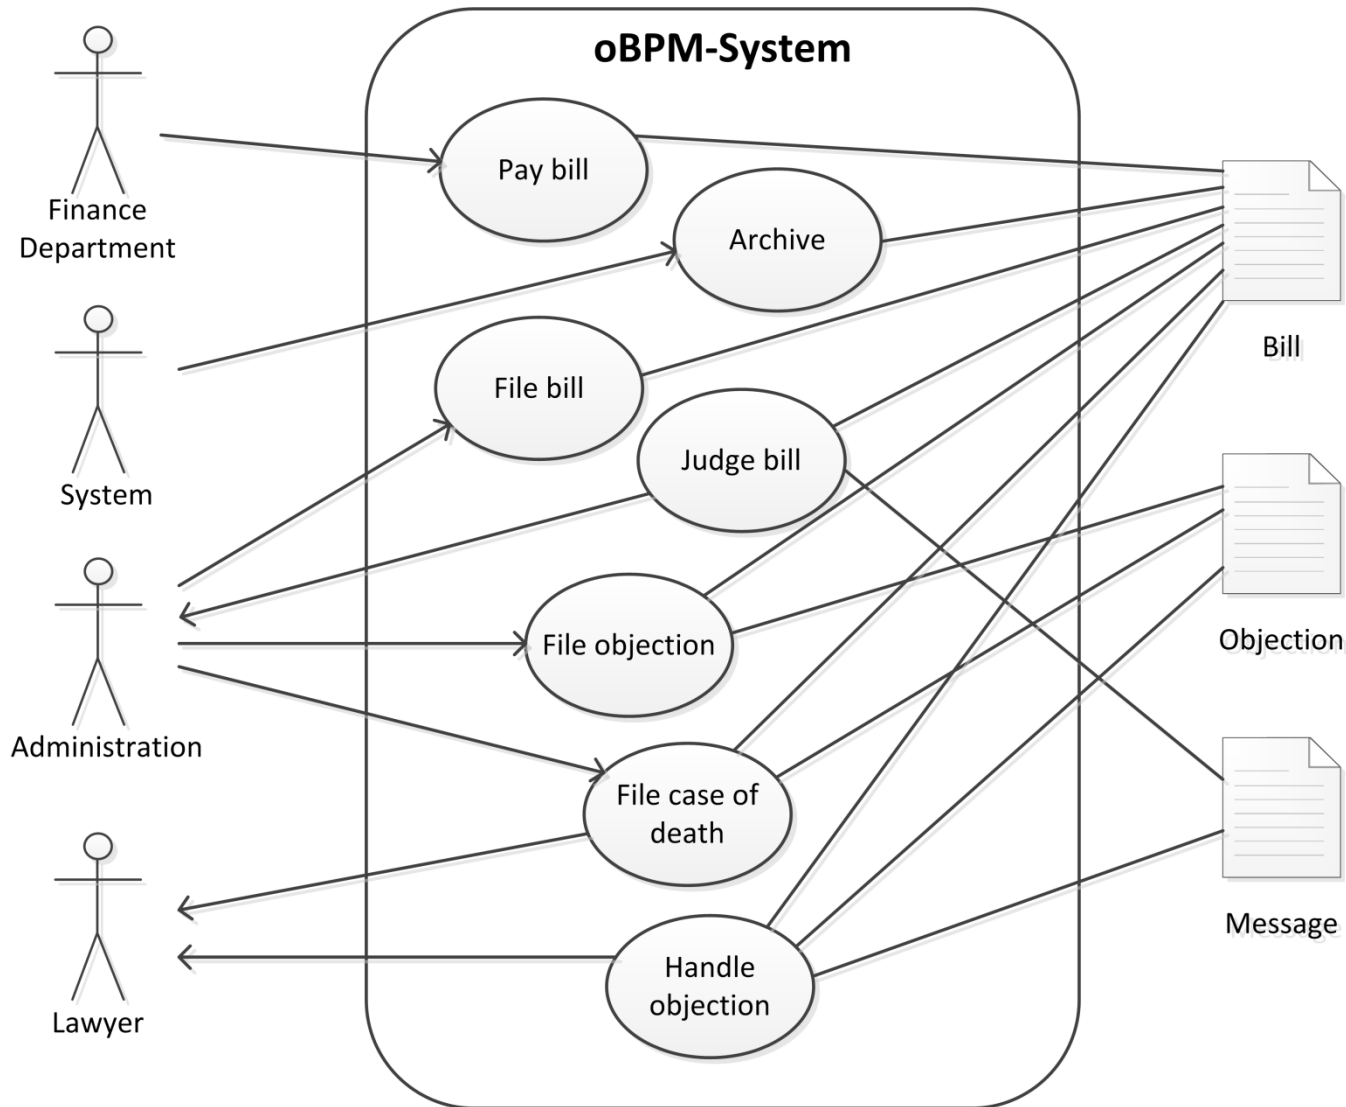 oBPM-System
Finance
Department
System
Administration
Lawyer
Pay bill
Archive
File bill
Judge bill
File objection
File case of
death
Handle
objection
Bill
Objection
Message